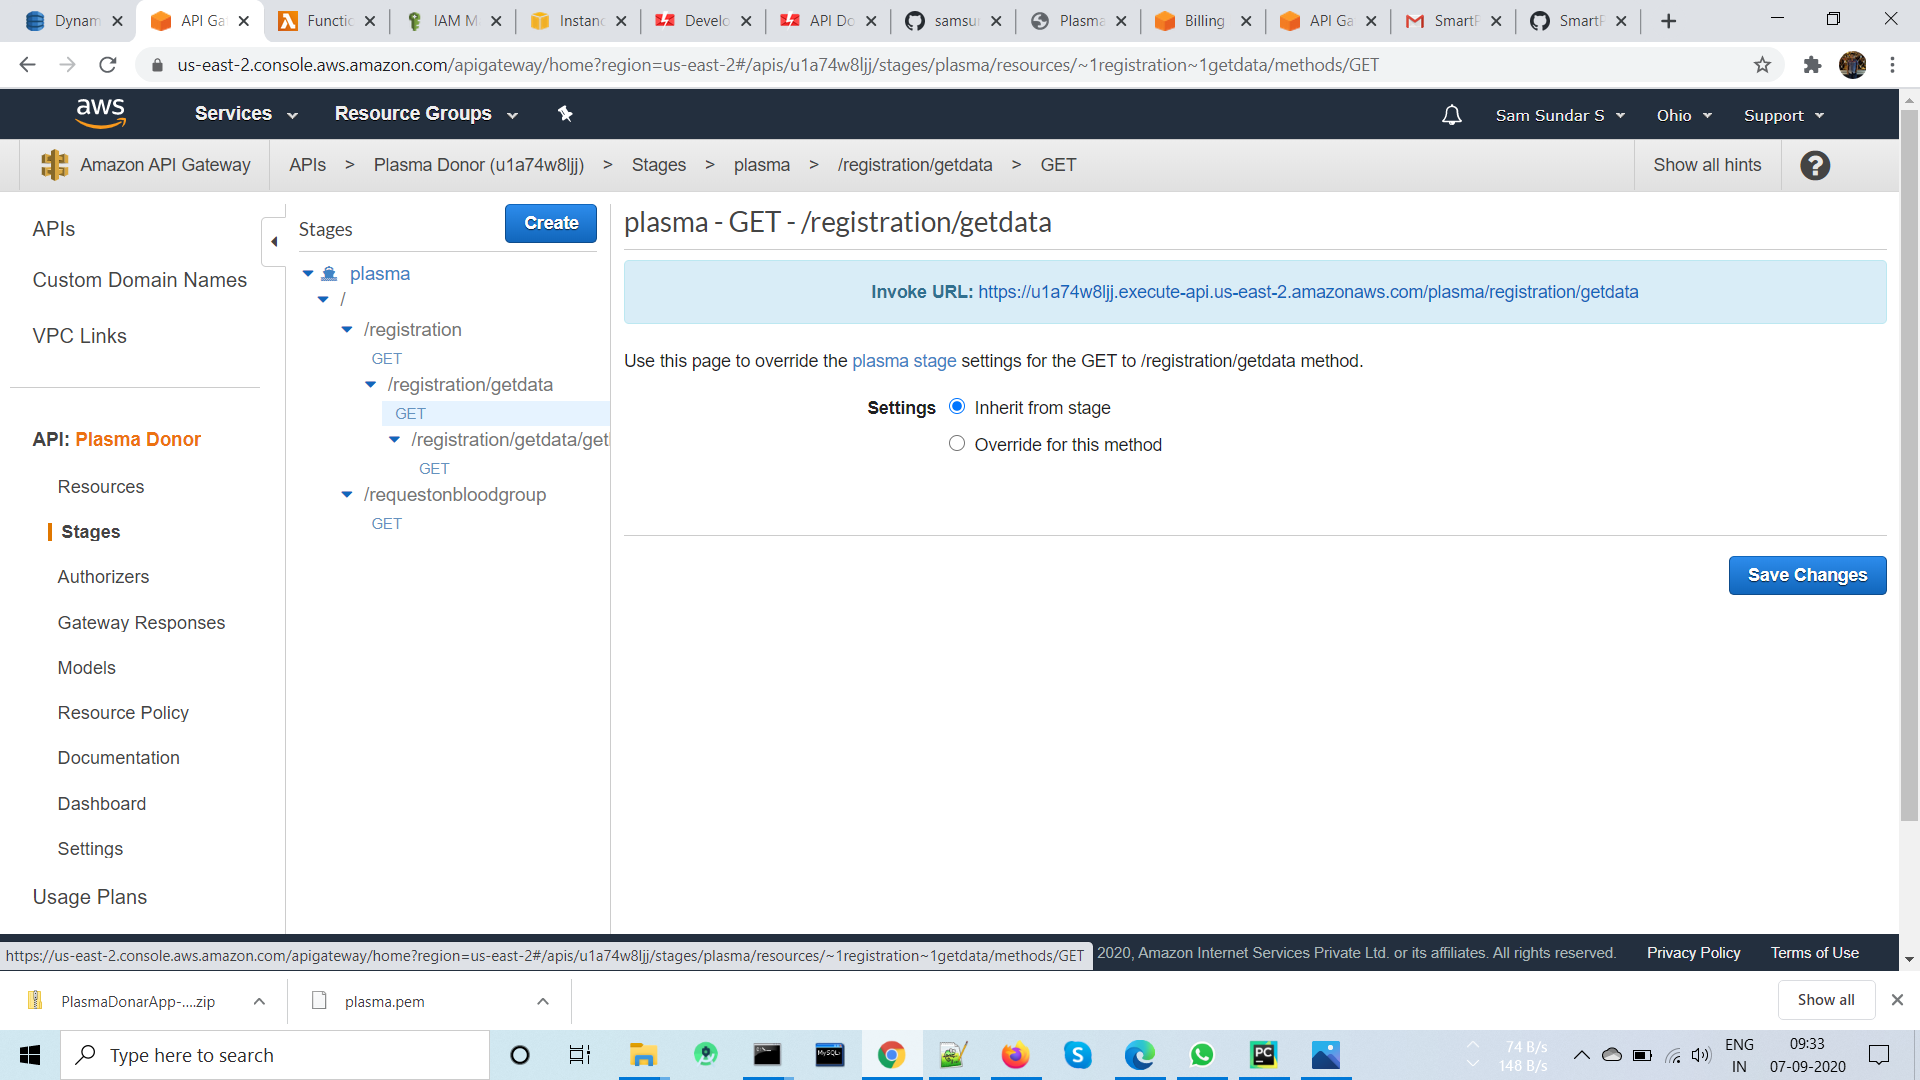 Dynam
API Ga
Functio
IAM M
Instanc
Develo
API Do
samsu
Plasma
Billing
API Ga
SmartP
SmartP
us-east-2.console.aws.amazon.com/apigateway/home?region=us-east-2#/apis/u1a74w8ljj/stages/plasma/resources/~1registration~1getdata/methods/GET
aws
Services
Resource Groups
Sam Sundar S
Ohio
Support
Amazon API Gateway
APIs > Plasma Donor (u1a74w8ljj) > Stages > plasma > /registration/getdata > GET
Show all hints
?
APIs
Custom Domain Names
VPC Links
API: Plasma Donor
Resources
Stages
Authorizers
Gateway Responses
Models
Resource Policy
Documentation
Dashboard
Settings
Usage Plans
Stages
Create
plasma
/
/registration
GET
/registration/getdata
GET
/registration/getdata/get
GET
/requestonbloodgroup
GET
plasma - GET - /registration/getdata
Invoke URL: https://u1a74w8ljj.execute-api.us-east-2.amazonaws.com/plasma/registration/getdata
Use this page to override the plasma stage settings for the GET to /registration/getdata method.
Settings
Inherit from stage
Override for this method
Save Changes
https://us-east-2.console.aws.amazon.com/apigateway/home?region=us-east-2#/apis/u1a74w8ljj/stages/plasma/resources/~1registration~1getdata/methods/GET
2020, Amazon Internet Services Private Ltd. or its affiliates. All rights reserved.
Privacy Policy
Terms of Use
PlasmaDonarApp-....zip
plasma.pem
Show all
Type here to search
MySQL
PC
74 B/s
148 B/s
ENG
IN
09:33
07-09-2020